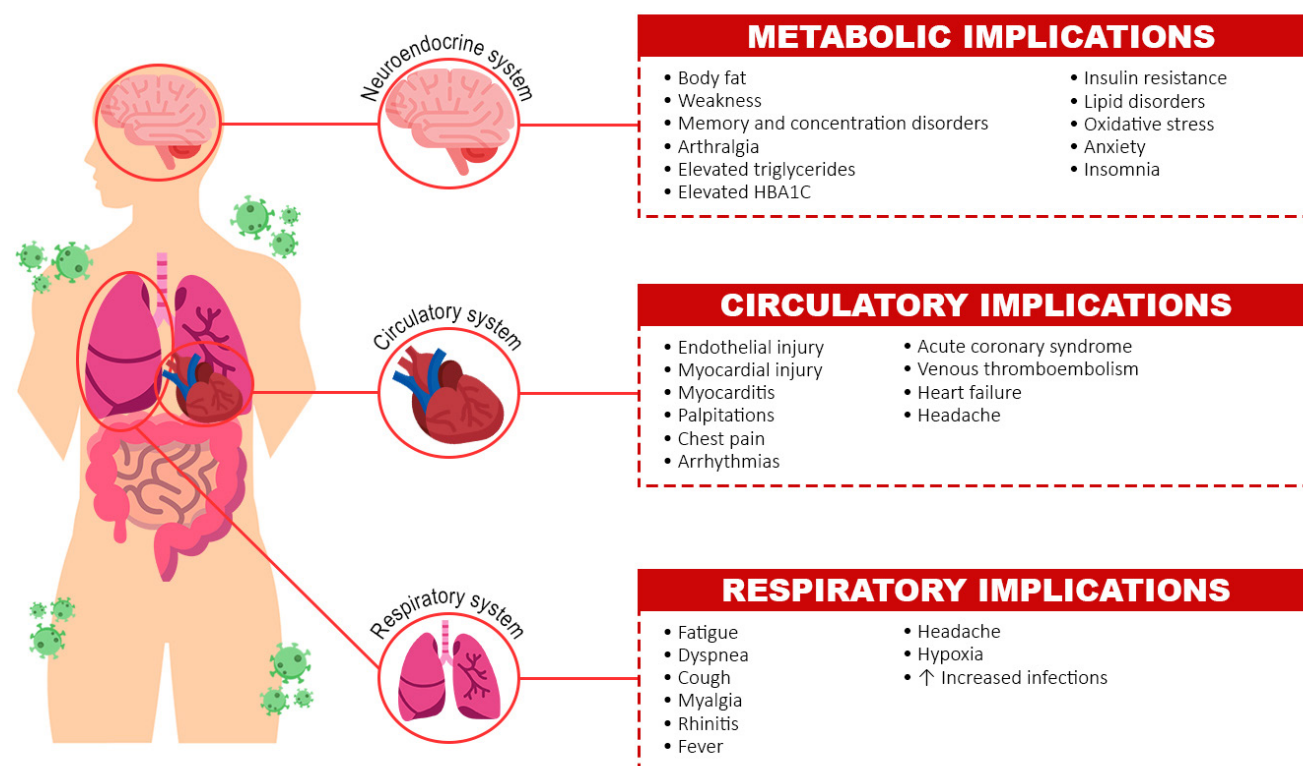 Neuroendocrine system
METABOLIC IMPLICATIONS
• Body fat
• Weakness
• Memory and concentration disorders
• Arthralgia
• Elevated triglycerides
• Elevated HBA1C
• Insulin resistance
• Lipid disorders
• Oxidative stress
• Anxiety
• Insomnia
Circulatory system
CIRCULATORY IMPLICATIONS
• Endothelial injury
• Myocardial injury
• Myocarditis
• Palpitations
• Chest pain
• Arrhythmias
• Acute coronary syndrome
• Venous thromboembolism
• Heart failure
• Headache
Respiratory system
RESPIRATORY IMPLICATIONS
• Fatigue
• Dyspnea
• Cough
• Myalgia
• Rhinitis
• Fever
• Headache
• Hypoxia
• ↑ Increased infections